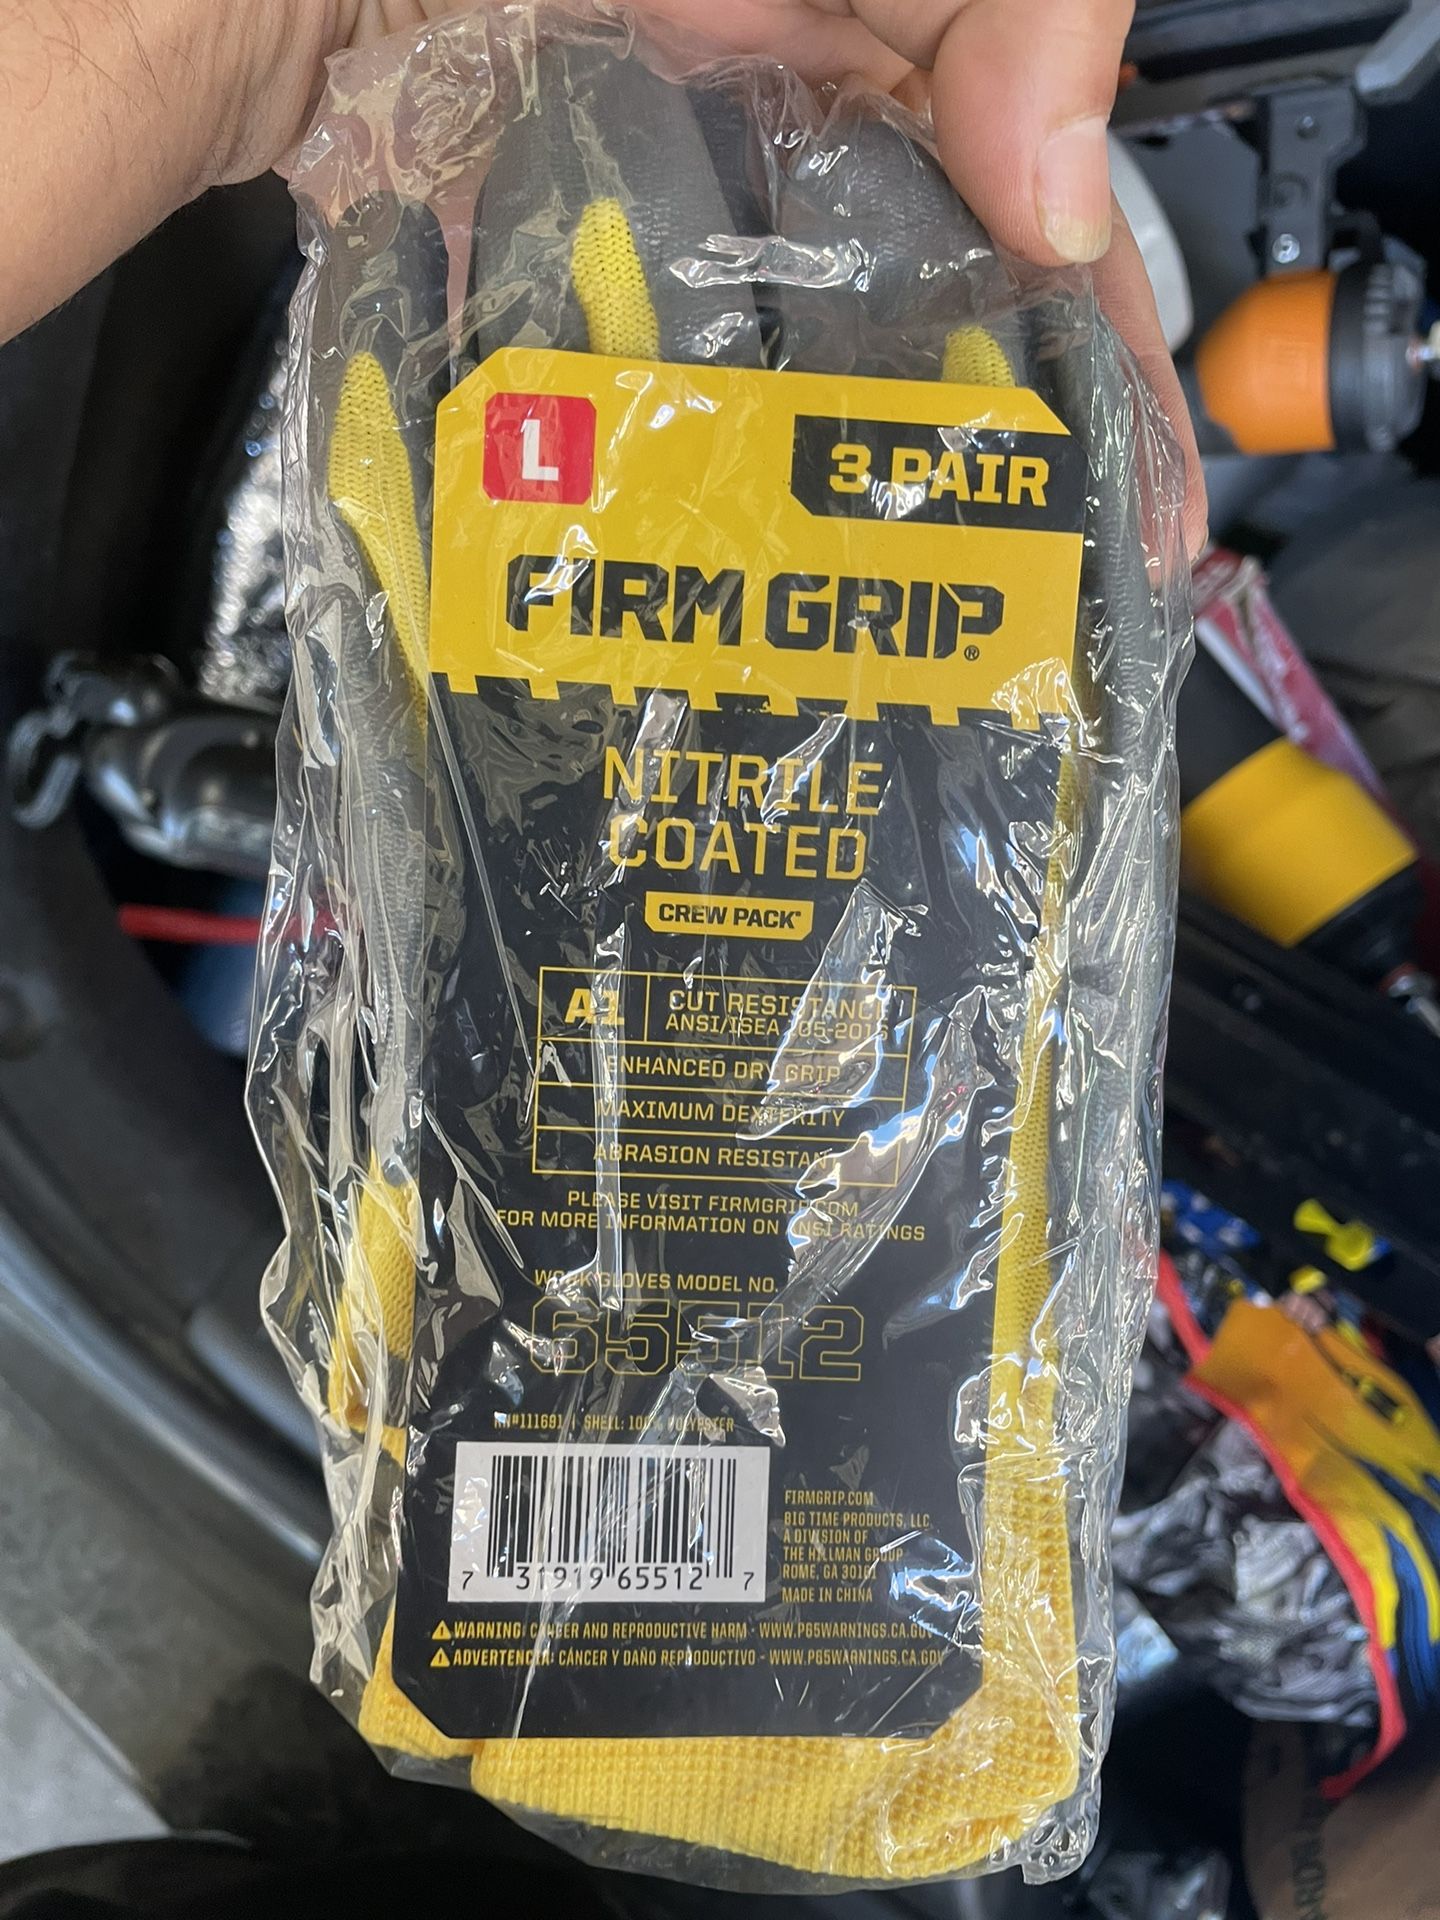 L
3 PAIR
FIRM GRIP®
NITRILE
COATED
CREW PACK®
A1
CUT RESISTANCE
ANSI/ISEA 105-2016
ENHANCED DRY GRIP
MAXIMUM DEXTERITY
ABRASION RESISTANT
PLEASE VISIT FIRMGRIP.COM
FOR MORE INFORMATION ON ANSI RATINGS
WORK GLOVES MODEL NO.
65512
RN#111681 | SHELL: 100% POLYESTER
7 31919 65512 7
FIRMGRIP.COM
BIG TIME PRODUCTS, LLC.
A DIVISION OF
THE HILLMAN GROUP
ROME, GA 30161
MADE IN CHINA
⚠WARNING: CANCER AND REPRODUCTIVE HARM - WWW.P65WARNINGS.CA.GOV
⚠ADVERTENCIA: CÁNCER Y DAÑO REPRODUCTIVO - WWW.P65WARNINGS.CA.GOV